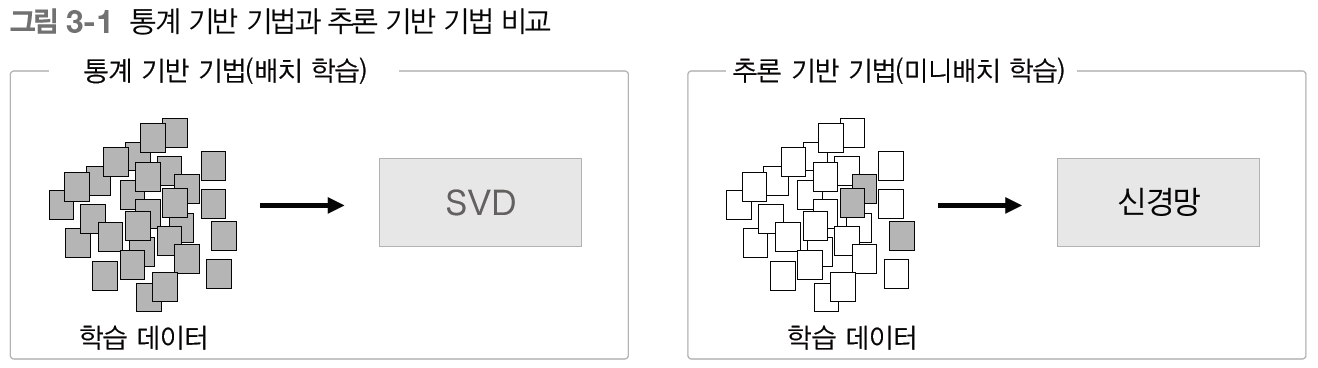 그림 3-1 통계 기반 기법과 추론 기반 기법 비교
통계 기반 기법(배치 학습)
SVD
학습 데이터
추론 기반 기법(미니배치 학습)
신경망
학습 데이터